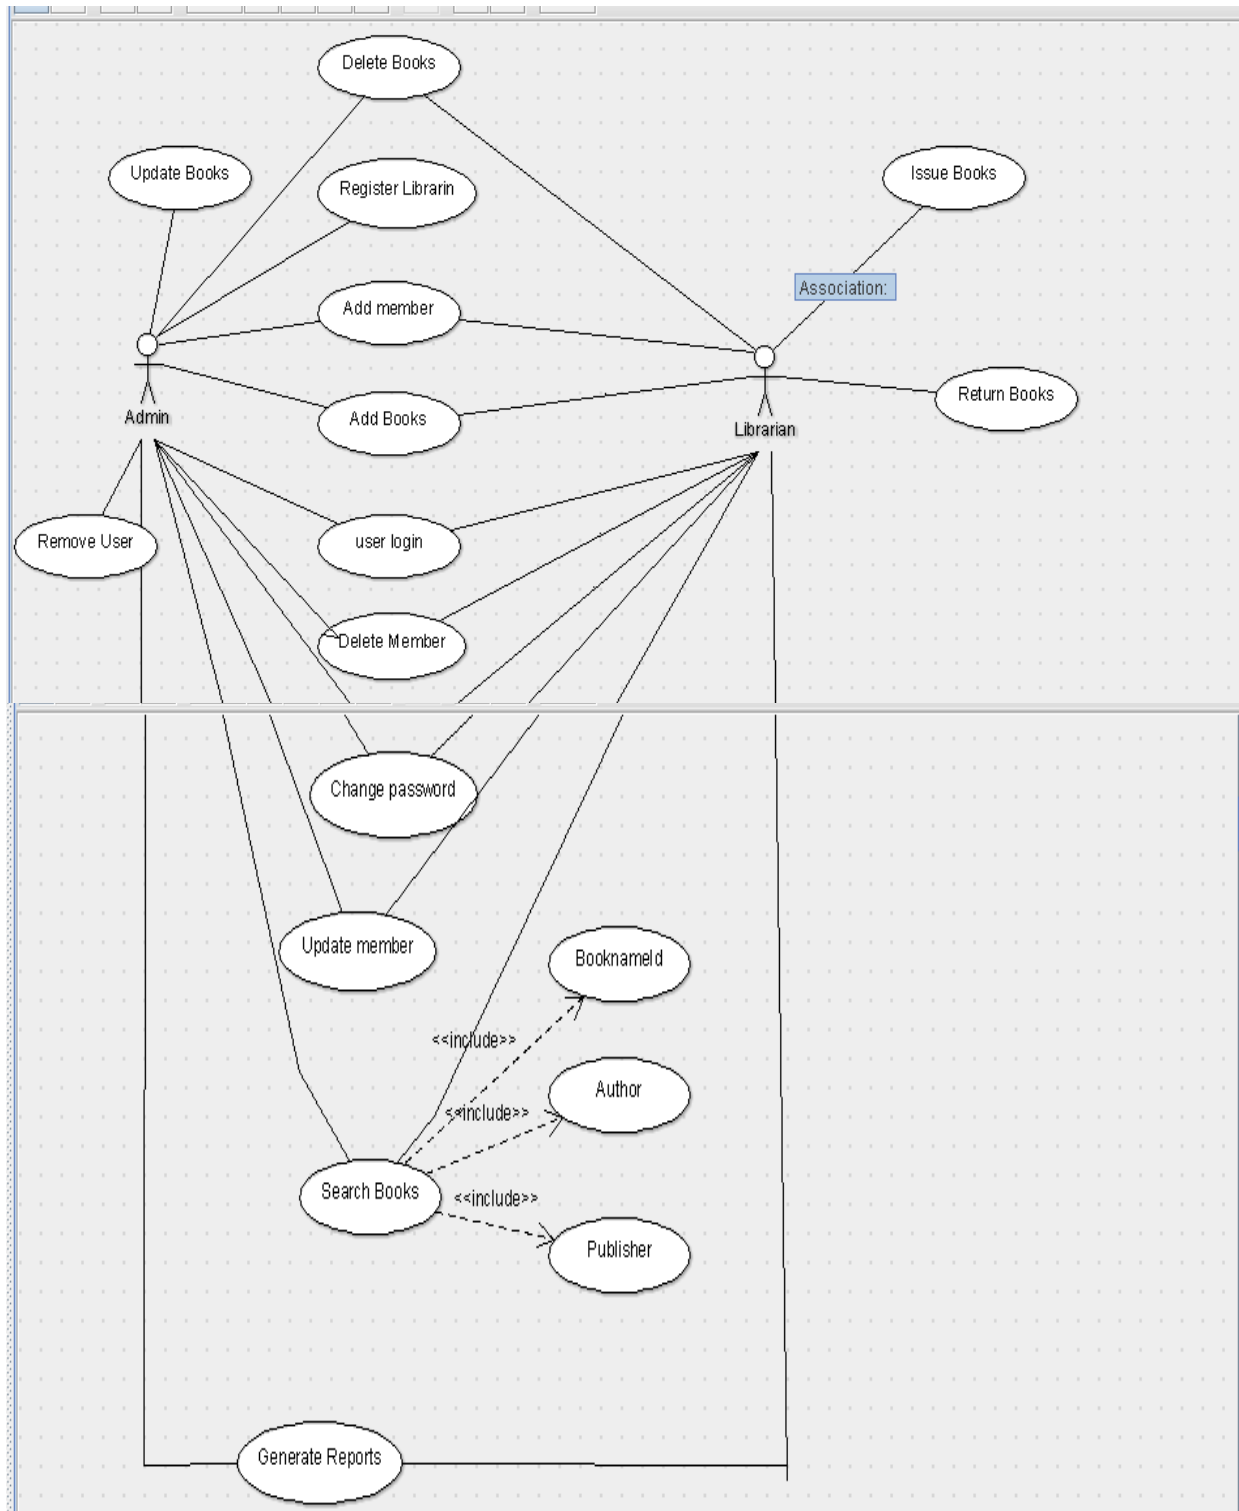 Delete Books
Update Books
Register Librarin
Issue Books
Association:
Add member
Admin
Add Books
Librarian
Return Books
Remove User
user login
Delete Member
Change password
Update member
BooknameId
<<include>>
Author
<<include>>
Search Books
<<include>>
Publisher
Generate Reports